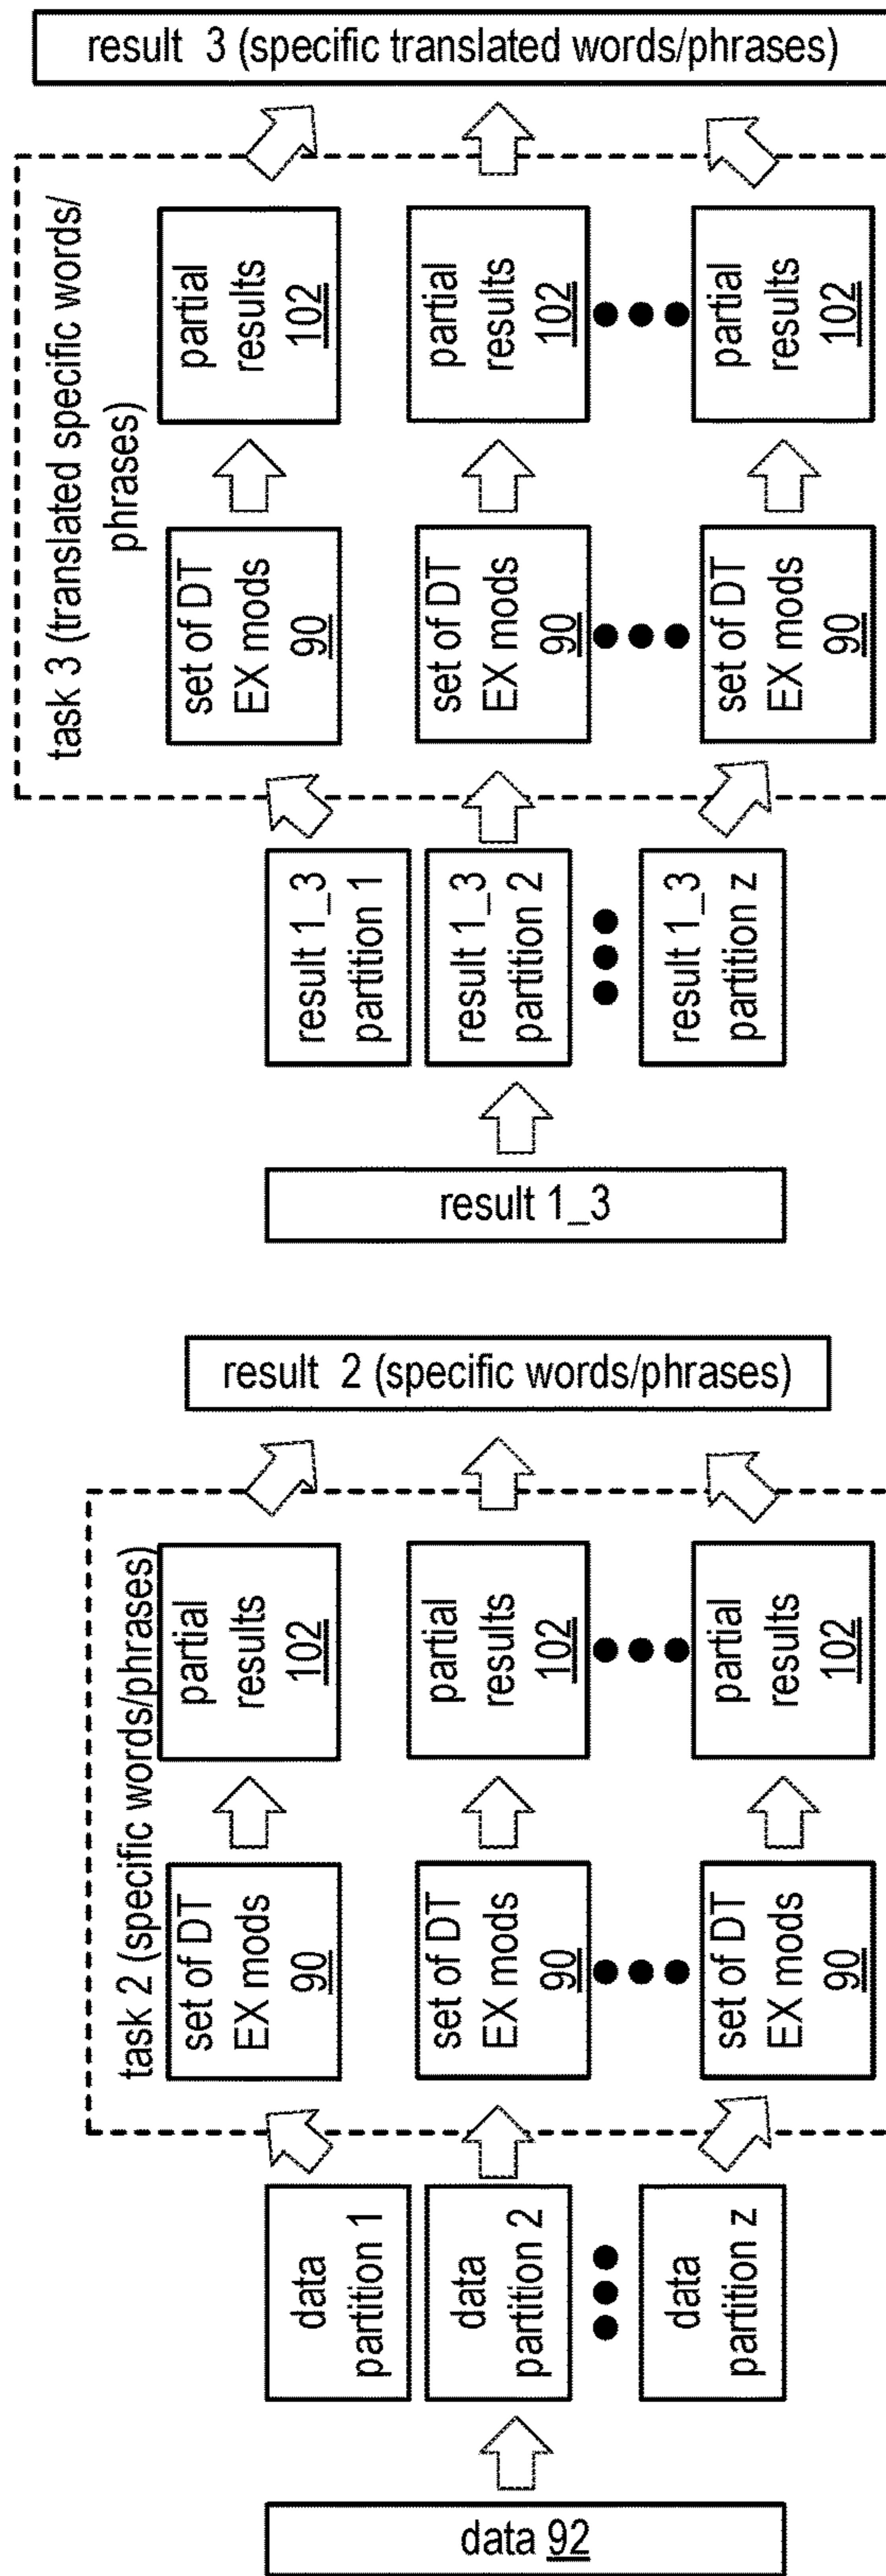 data 92
data
partition 1
data
partition 2
data
partition z
task 2 (specific words/phrases)
set of DT
EX mods
90
set of DT
EX mods
90
set of DT
EX mods
90
partial
results
102
partial
results
102
partial
results
102
result 2 (specific words/phrases)
result 1_3
result 1_3
partition 1
result 1_3
partition 2
result 1_3
partition z
task 3 (translated specific words/
phrases)
set of DT
EX mods
90
set of DT
EX mods
90
set of DT
EX mods
90
partial
results
102
partial
results
102
partial
results
102
result 3 (specific translated words/phrases)